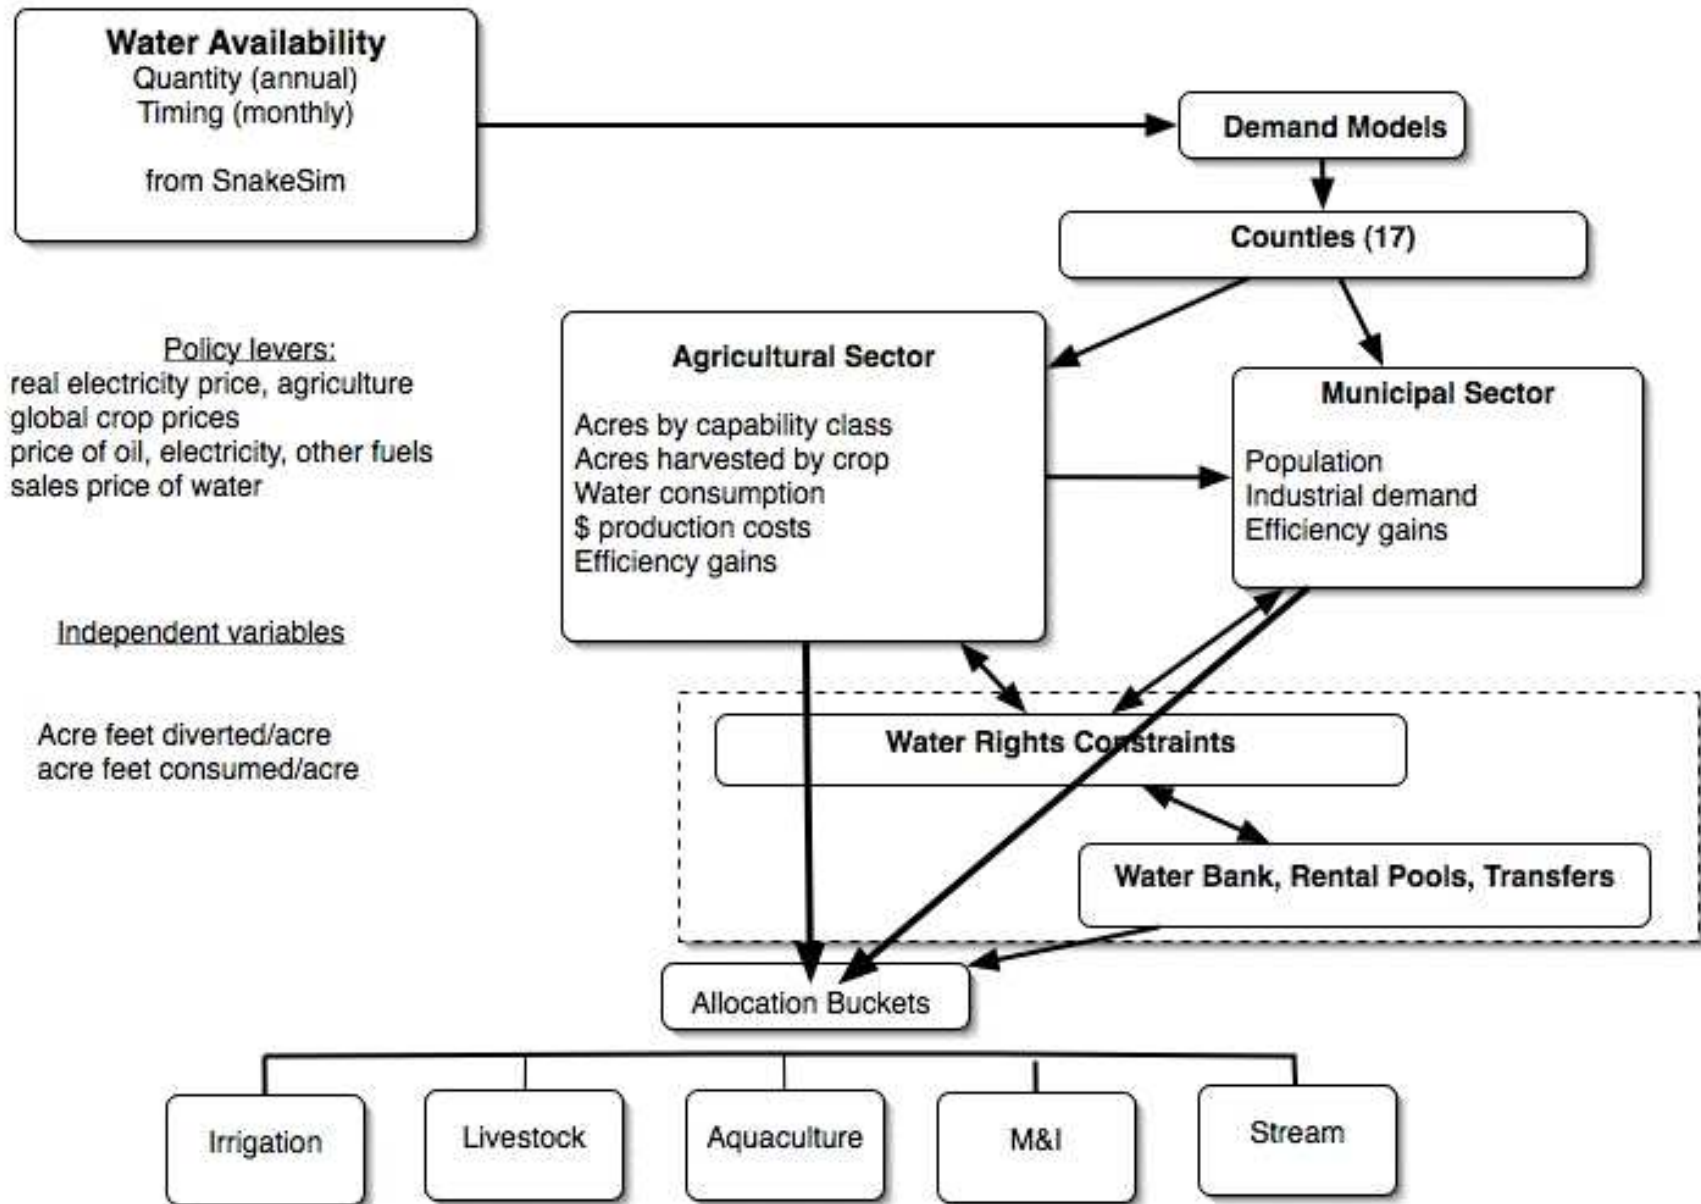 Water Availability
Quantity (annual)
Timing (monthly)
from SnakeSim
Demand Models
Counties (17)
Policy levers:
real electricity price, agriculture
global crop prices
price of oil, electricity, other fuels
sales price of water
Agricultural Sector
Acres by capability class
Acres harvested by crop
Water consumption
$ production costs
Efficiency gains
Municipal Sector
Population
Industrial demand
Efficiency gains
Independent variables
Acre feet diverted/acre
acre feet consumed/acre
Water Rights Constraints
Water Bank, Rental Pools, Transfers
Allocation Buckets
Irrigation
Livestock
Aquaculture
M&I
Stream